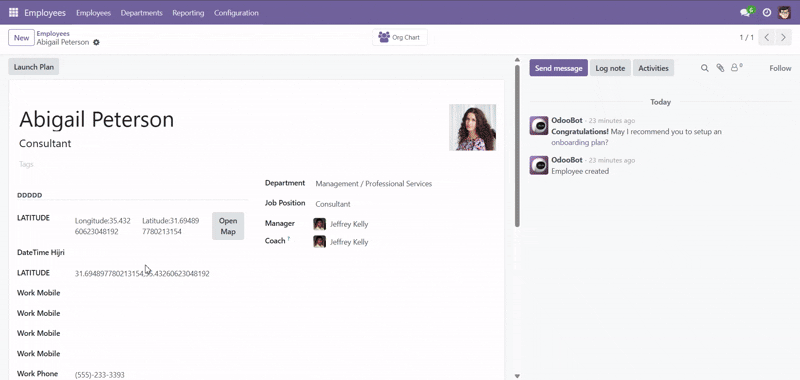 Employees Employees Departments Reporting Configuration 6
New Employees
Abigail Peterson
Org Chart
1 / 1
Launch Plan
Send message Log note Activities 0 Follow
Abigail Peterson
Consultant
Tags
Department Management / Professional Services
Job Position Consultant
Manager Jeffrey Kelly
Coach ? Jeffrey Kelly
DDDDD
LATITUDE Longitude:35.432 Latitude:31.69489 Open
60623048192 7780213154 Map
DateTime Hijri
LATITUDE 31.694897780213154,35.43260623048192
Work Mobile
Work Mobile
Work Mobile
Work Mobile
Work Phone (555)-233-3393
Today
OdooBot - 23 minutes ago
Congratulations! May I recommend you to setup an
onboarding plan?
OdooBot - 23 minutes ago
Employee created